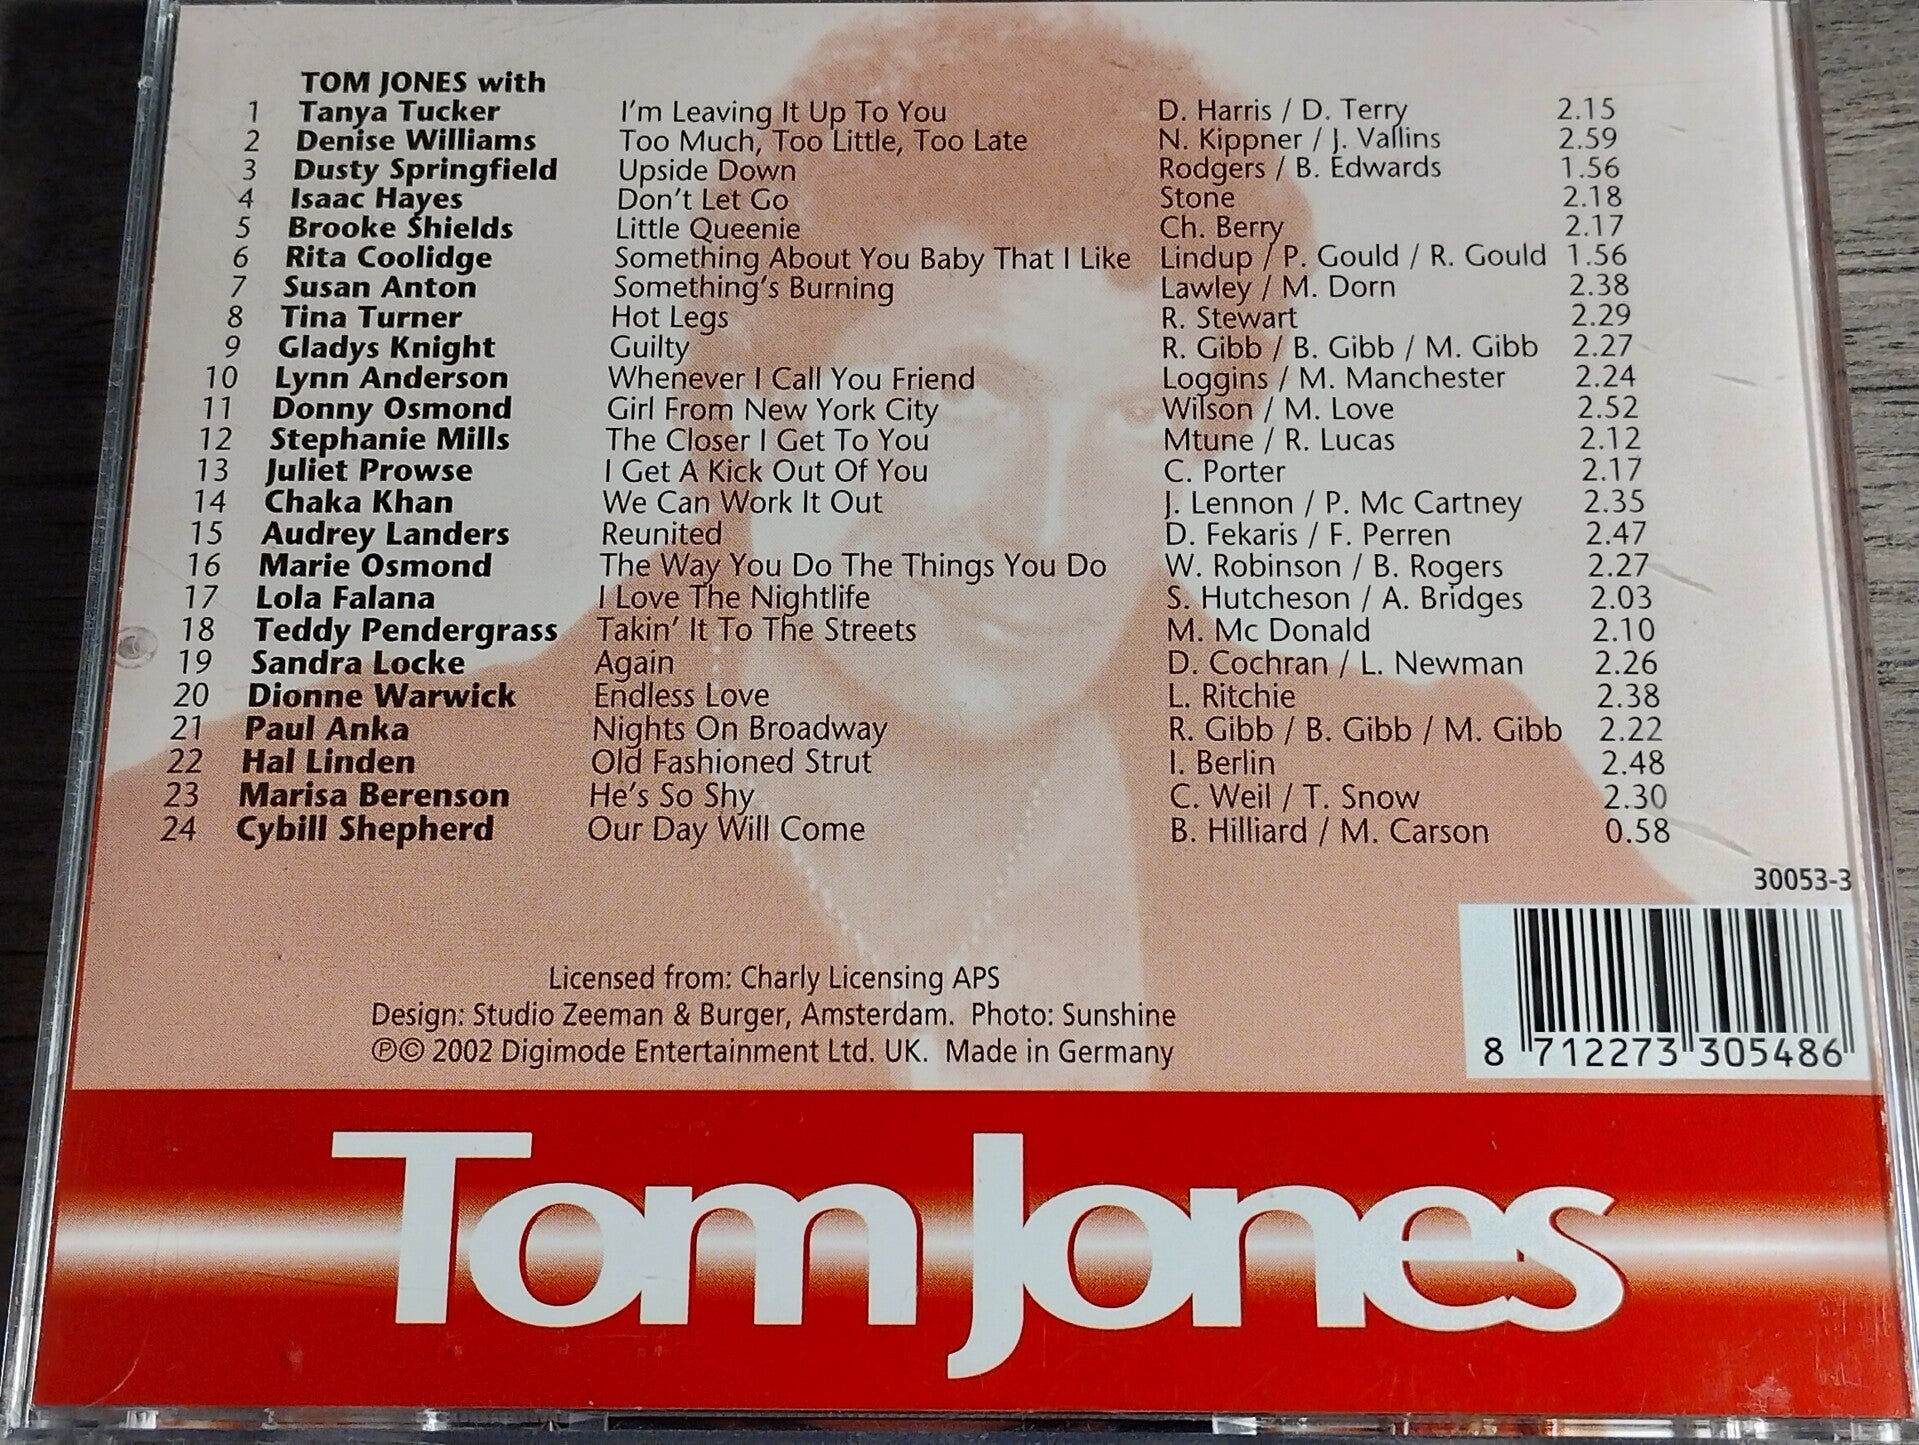 TOM JONES with
1 Tanya Tucker I'm Leaving It Up To You D. Harris / D. Terry 2.15
2 Denise Williams Too Much, Too Little, Too Late N. Kippner / J. Vallins 2.59
3 Dusty Springfield Upside Down Rodgers / B. Edwards 1.56
4 Isaac Hayes Don't Let Go Stone 2.18
5 Brooke Shields Little Queenie Ch. Berry 2.17
6 Rita Coolidge Something About You Baby That I Like Lindup / P. Gould / R. Gould 1.56
7 Susan Anton Something's Burning Lawley / M. Dorn 2.38
8 Tina Turner Hot Legs R. Stewart 2.29
9 Gladys Knight Guilty R. Gibb / B. Gibb / M. Gibb 2.27
10 Lynn Anderson Whenever I Call You Friend Loggins / M. Manchester 2.24
11 Donny Osmond Girl From New York City Wilson / M. Love 2.52
12 Stephanie Mills The Closer I Get To You Mtune / R. Lucas 2.12
13 Juliet Prowse I Get A Kick Out Of You C. Porter 2.17
14 Chaka Khan We Can Work It Out J. Lennon / P. Mc Cartney 2.35
15 Audrey Landers Reunited D. Fekaris / F. Perren 2.47
16 Marie Osmond The Way You Do The Things You Do W. Robinson / B. Rogers 2.27
17 Lola Falana I Love The Nightlife S. Hutcheson / A. Bridges 2.03
18 Teddy Pendergrass Takin' It To The Streets M. Mc Donald 2.10
19 Sandra Locke Again D. Cochran / L. Newman 2.26
20 Dionne Warwick Endless Love L. Ritchie 2.38
21 Paul Anka Nights On Broadway R. Gibb / B. Gibb / M. Gibb 2.22
22 Hal Linden Old Fashioned Strut I. Berlin 2.48
23 Marisa Berenson He's So Shy C. Weil / T. Snow 2.30
24 Cybill Shepherd Our Day Will Come B. Hilliard / M. Carson 0.58
30053-3
Licensed from: Charly Licensing APS
Design: Studio Zeeman & Burger, Amsterdam. Photo: Sunshine
℗© 2002 Digimode Entertainment Ltd. UK. Made in Germany
8 712273 305486
Tom Jones